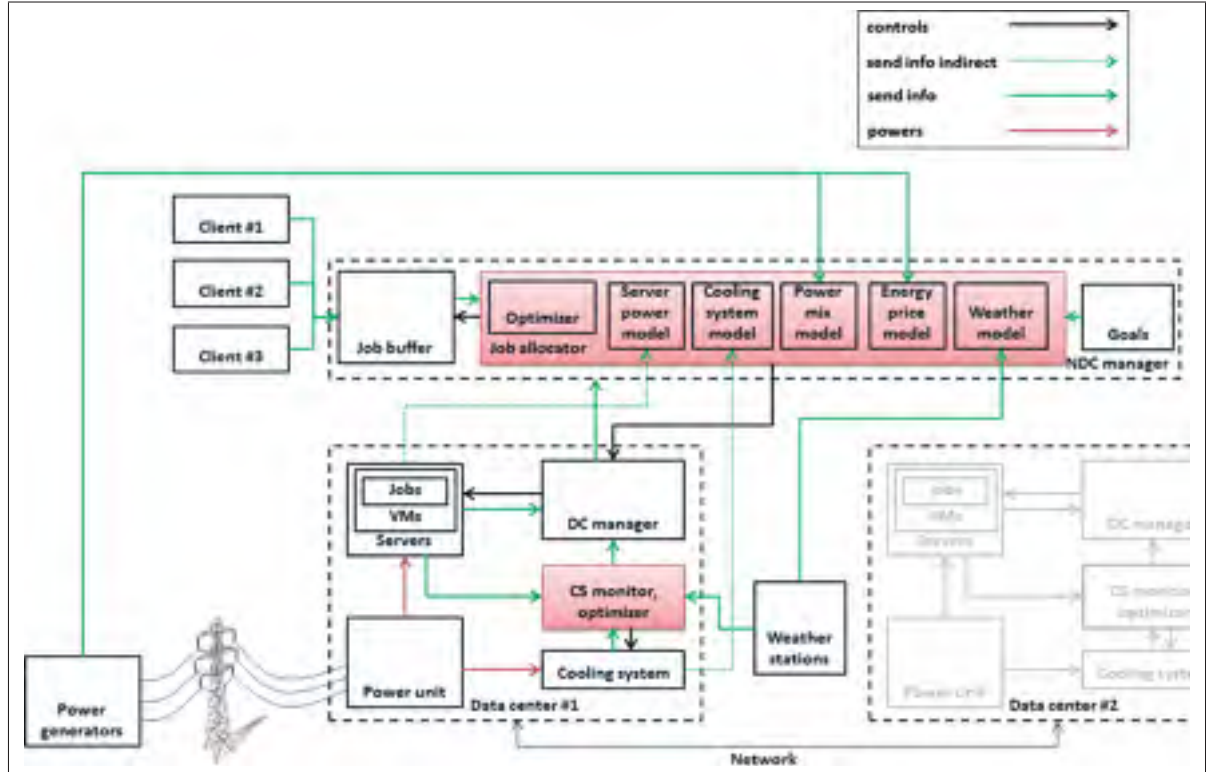 controls
send info indirect
send info
powers
Client #1
Client #2
Client #3
Job buffer
Optimizer
Job allocator
Server
power
model
Cooling
system
model
Power
mix
model
Energy
price
model
Weather
model
Goals
NDC manager
Jobs
VMs
Servers
DC manager
CS monitor,
optimizer
Cooling system
Power unit
Data center #1
Weather
stations
Power
generators
Jobs
VMs
Servers
DC manage
CS monitor
optimizer
Power unit
Cooling syst
Data center #2
Network